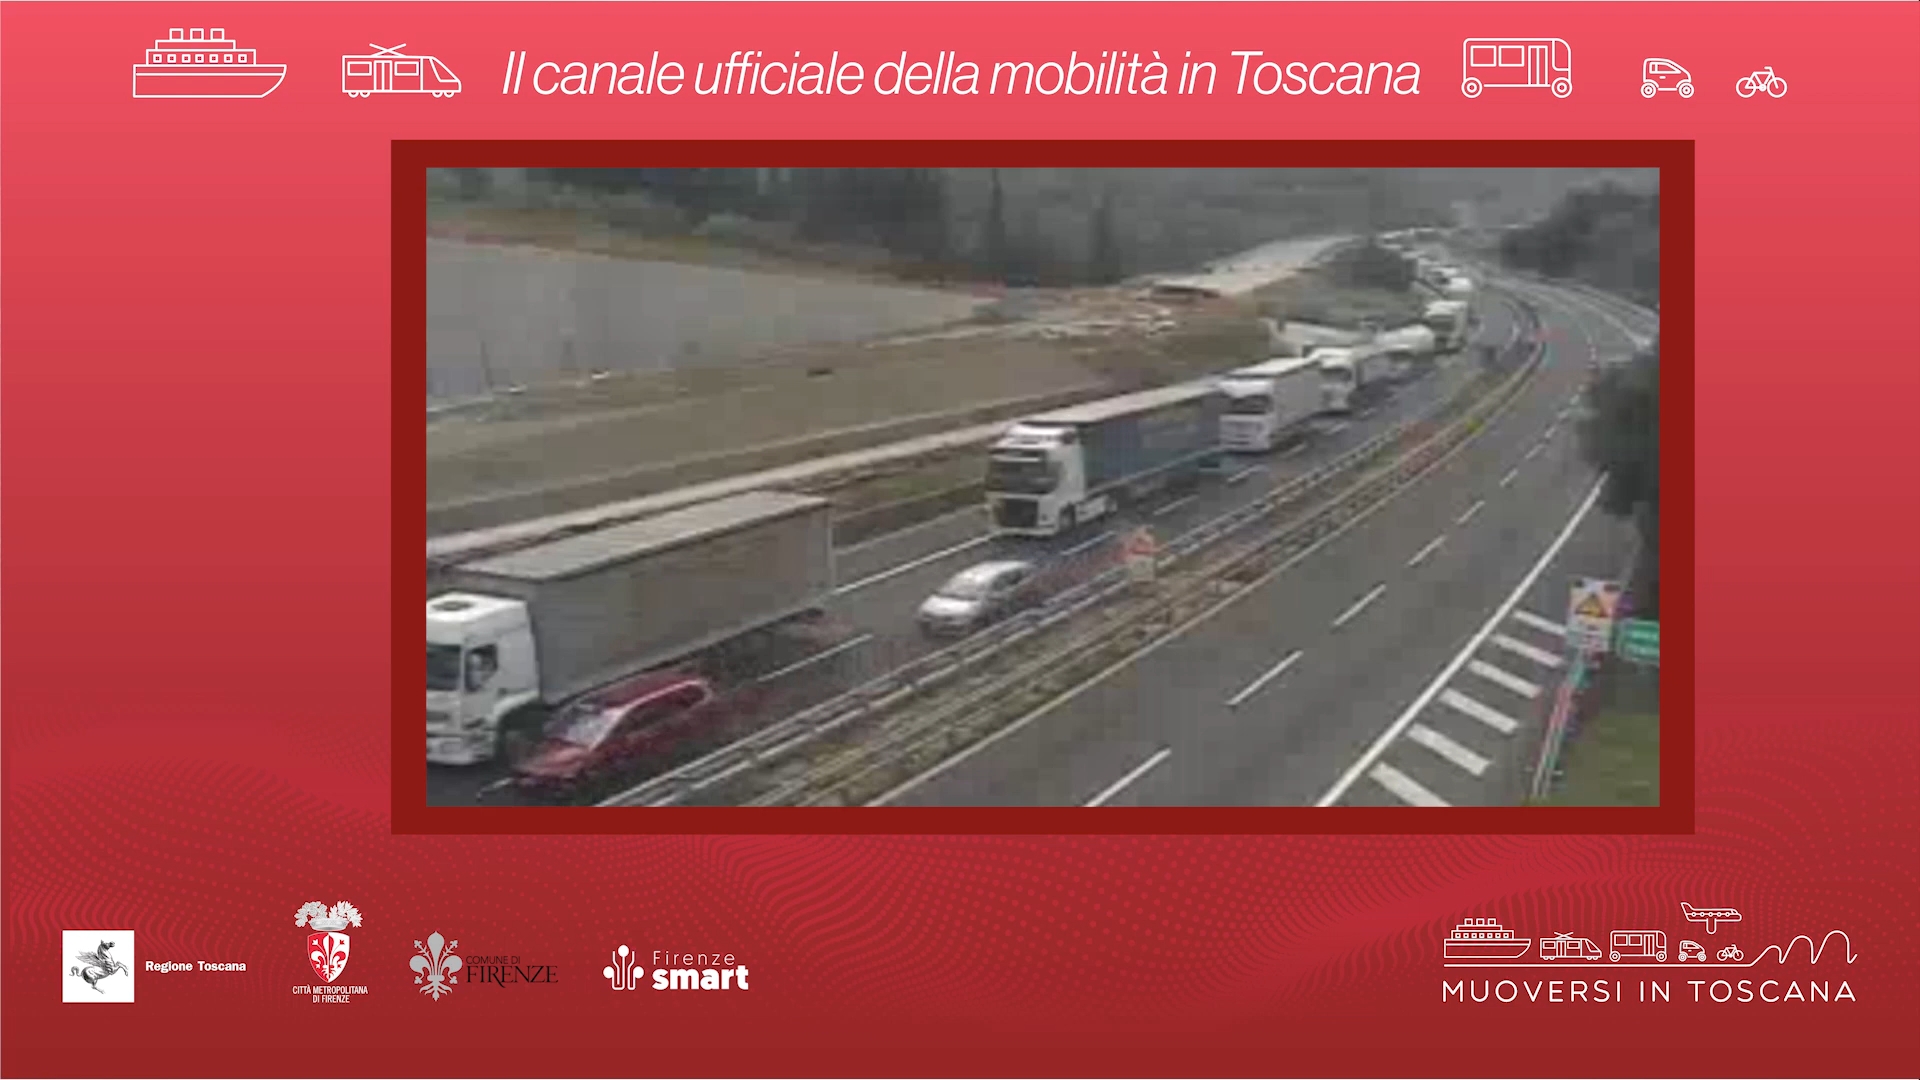 Il canale ufficiale della mobilità in Toscana
Regione Toscana
CITTÀ METROPOLITANA
DI FIRENZE
COMUNE DI
FIRENZE
Firenze
smart
MUOVERSI IN TOSCANA